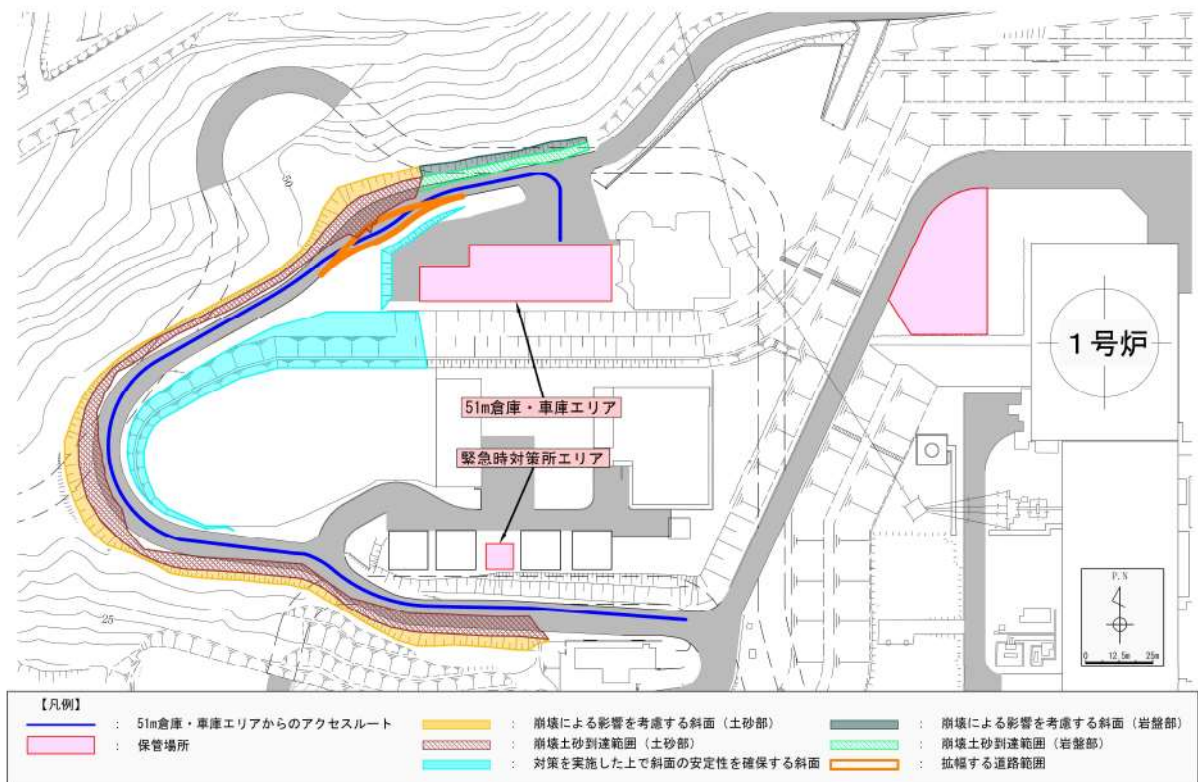 50
1号炉
51m倉庫・車庫エリア
緊急時対策所エリア
25
P.N
0 12.5m 25m
【凡例】
: 51m倉庫・車庫エリアからのアクセスルート
: 保管場所
: 崩壊による影響を考慮する斜面（土砂部）
: 崩壊土砂到達範囲（土砂部）
: 対策を実施した上で斜面の安定性を確保する斜面
: 崩壊による影響を考慮する斜面（岩盤部）
: 崩壊土砂到達範囲（岩盤部）
: 拡幅する道路範囲